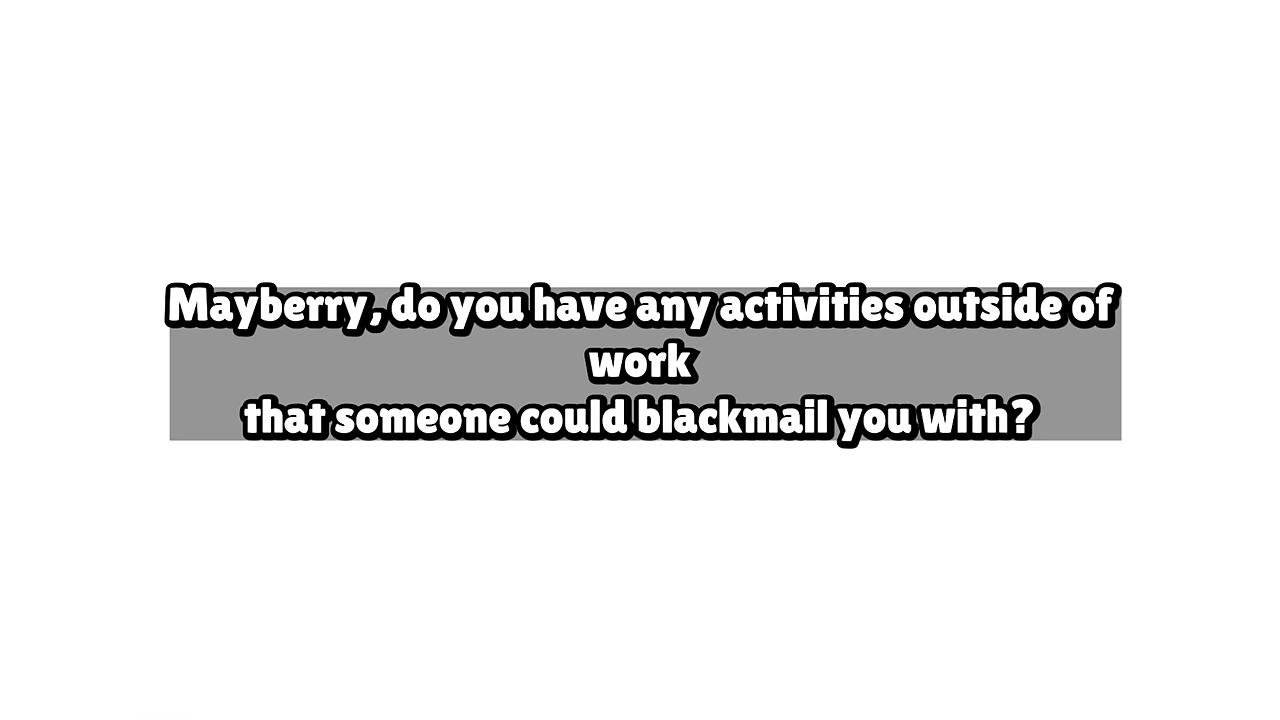 Mayberry, do you have any activities outside of
work
that someone could blackmail you with?